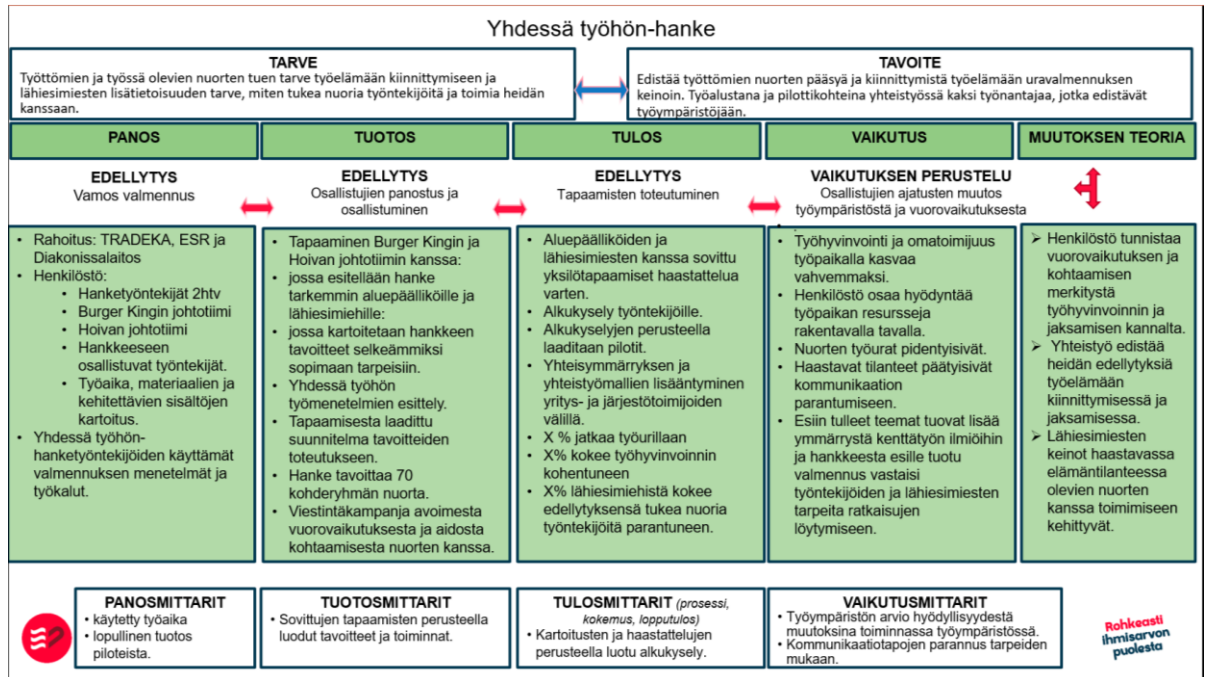 Yhdessä työhön-hanke
TARVE
Työttömien ja työssä olevien nuorten tuen tarve työelämään kiinnittymiseen ja
lähiesimiesten lisätietoisuuden tarve, miten tukea nuoria työntekijöitä ja toimia heidän
kanssaan.
TAVOITE
Edistää työttömien nuorten pääsyä ja kiinnittymistä työelämään uravalmennuksen
keinoin. Työalustana ja pilottikohteina yhteistyössä kaksi työnantajaa, jotka edistävät
työympäristöjään.
PANOS
EDELLYTYS
Vamos valmennus
• Rahoitus: TRADEKA, ESR ja
Diakonissalaitos
• Henkilöstö:
• Hanketyöntekijät 2htv
• Burger Kingin johtotiimi
• Hoivan johtotiimi
• Hankkeeseen
osallistuvat työntekijät.
• Työaika, materiaalien ja
kehitettävien sisältöjen
kartoitus.
• Yhdessä työhön-
hanketyöntekijöiden käyttämät
valmennuksen menetelmät ja
työkalut.
TUOTOS
EDELLYTYS
Osallistujien panostus ja
osallistuminen
• Tapaaminen Burger Kingin ja
Hoivan johtotiimin kanssa:
• jossa esitellään hanke
tarkemmin aluepäälliköille ja
lähiesimiehille:
• jossa kartoitetaan hankkeen
tavoitteet selkeämmiksi
sopimaan tarpeisiin.
• Yhdessä työhön
työmenetelmien esittely.
• Tapaamisesta laadittu
suunnitelma tavoitteiden
toteutukseen.
• Hanke tavoittaa 70
kohderyhmän nuorta.
• Viestintäkampanja avoimesta
vuorovaikutuksesta ja aidosta
kohtaamisesta nuorten kanssa.
TULOS
EDELLYTYS
Tapaamisten toteutuminen
• Aluepäälliköiden ja
lähiesimiesten kanssa sovittu
yksilötapaamiset haastattelua
varten.
• Alkukysely työntekijöille.
• Alkukyselyjen perusteella
laaditaan pilotit.
• Yhteisymmärryksen ja
yhteistyömallien lisääntyminen
yritys- ja järjestötoimijoiden
välillä.
• X % jatkaa työurillaan
• X% kokee työhyvinvoinnin
kohentuneen
• X% lähiesimiehistä kokee
edellytyksensä tukea nuoria
työntekijöitä parantuneen.
VAIKUTUS
VAIKUTUKSEN PERUSTELU
Osallistujien ajatusten muutos
työympäristöstä ja vuorovaikutuksesta
• Työhyvinvointi ja omatoimijuus
työpaikalla kasvaa
vahvemmaksi.
• Henkilöstö osaa hyödyntää
työpaikan resursseja
rakentavalla tavalla.
• Nuorten työurat pidentyisivät.
• Haastavat tilanteet päätyisivät
kommunikaation
parantumiseen.
• Esiin tulleet teemat tuovat lisää
ymmärrystä kenttätyön ilmiöihin
ja hankkeesta esille tuotu
valmennus vastaisi
työntekijöiden ja lähiesimiesten
tarpeita ratkaisujen
löytymiseen.
MUUTOKSEN TEORIA
➢ Henkilöstö tunnistaa
vuorovaikutuksen ja
kohtaamisen
merkitystä
työhyvinvoinnin ja
jaksamisen kannalta.
➢ Yhteistyö edistää
heidän edellytyksiä
työelämään
kiinnittymisessä ja
jaksamisessa.
➢ Lähiesimiesten
keinot haastavassa
elämäntilanteessa
olevien nuorten
kanssa toimimiseen
kehittyvät.
PANOSMITTARIT
• käytetty työaika
• lopullinen tuotos
piloteista.
TUOTOSMITTARIT
• Sovittujen tapaamisten perusteella
luodut tavoitteet ja toiminnat.
TULOSMITTARIT (prosessi,
kokemus, lopputulos)
• Kartoitusten ja haastattelujen
perusteella luotu alkukysely.
VAIKUTUSMITTARIT
• Työympäristön arvio hyödyllisyydestä
muutoksina toiminnassa työympäristössä.
• Kommunikaatiotapojen parannus tarpeiden
mukaan.
Rohkeasti
ihmisarvon
puolesta